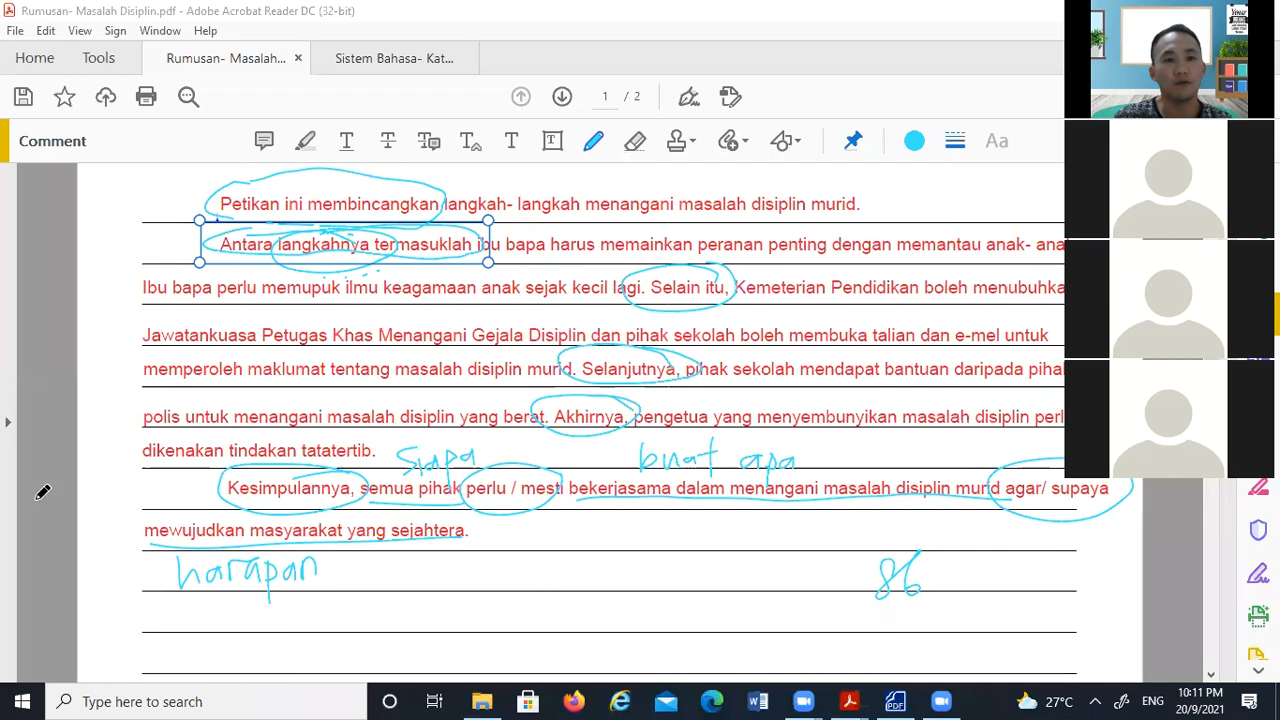 Rumusan- Masalah Disiplin.pdf - Adobe Acrobat Reader DC (32-bit)
File Edit View Sign Window Help
Home Tools Rumusan- Masalah... × Sistem Bahasa- Kat...
1 / 2
Comment
Aa
Petikan ini membincangkan langkah- langkah menangani masalah disiplin murid.
Antara langkahnya termasuklah ibu bapa harus memainkan peranan penting dengan memantau anak- ana
Ibu bapa perlu memupuk ilmu keagamaan anak sejak kecil lagi. Selain itu, Kemeterian Pendidikan boleh menubuhka
Jawatankuasa Petugas Khas Menangani Gejala Disiplin dan pihak sekolah boleh membuka talian dan e-mel untuk
memperoleh maklumat tentang masalah disiplin murid. Selanjutnya, pihak sekolah mendapat bantuan daripada pihal
polis untuk menangani masalah disiplin yang berat. Akhirnya, pengetua yang menyembunyikan masalah disiplin perl
dikenakan tindakan tatatertib.
siapa buat apa
Kesimpulannya, semua pihak perlu / mesti bekerjasama dalam menangani masalah disiplin murid agar/ supaya
mewujudkan masyarakat yang sejahtera.
harapan 86
Type here to search
27°C ENG 10:11 PM
20/9/2021